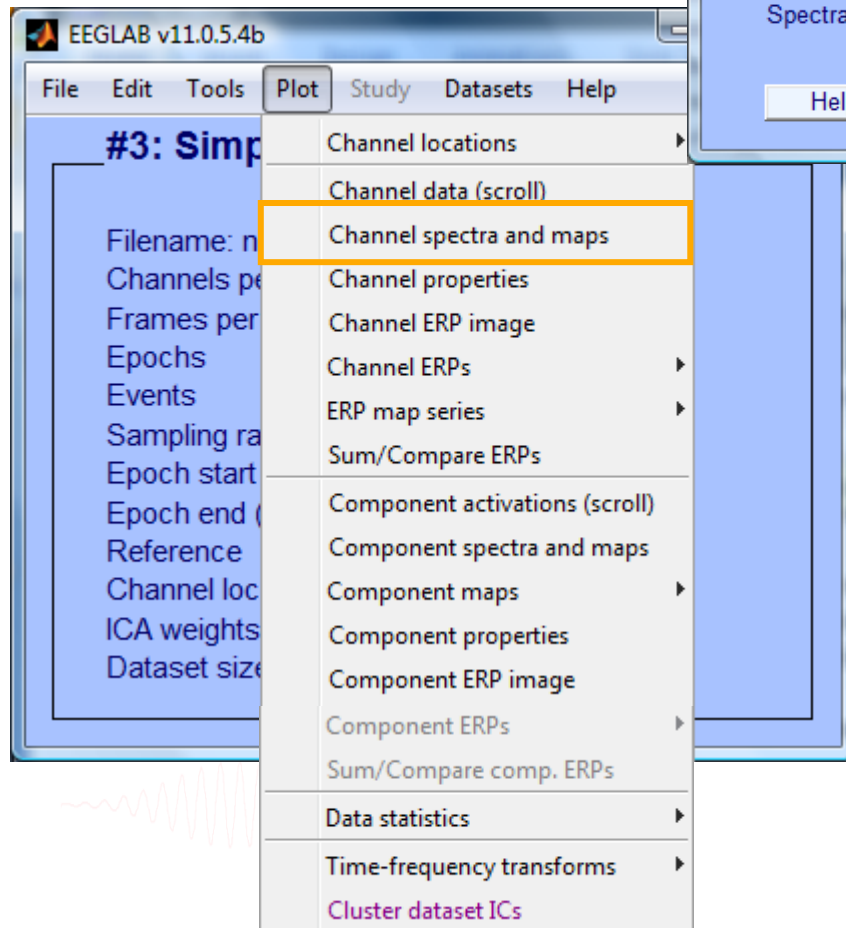 EEGLAB v11.0.5.4b
Spectra
Hel
File Edit Tools Plot Study Datasets Help
#3: Simp
Filename: n
Channels pe
Frames per
Epochs
Events
Sampling ra
Epoch start
Epoch end (
Reference
Channel loc
ICA weights
Dataset size
Channel locations
Channel data (scroll)
Channel spectra and maps
Channel properties
Channel ERP image
Channel ERPs
ERP map series
Sum/Compare ERPs
Component activations (scroll)
Component spectra and maps
Component maps
Component properties
Component ERP image
Component ERPs
Sum/Compare comp. ERPs
Data statistics
Time-frequency transforms
Cluster dataset ICs